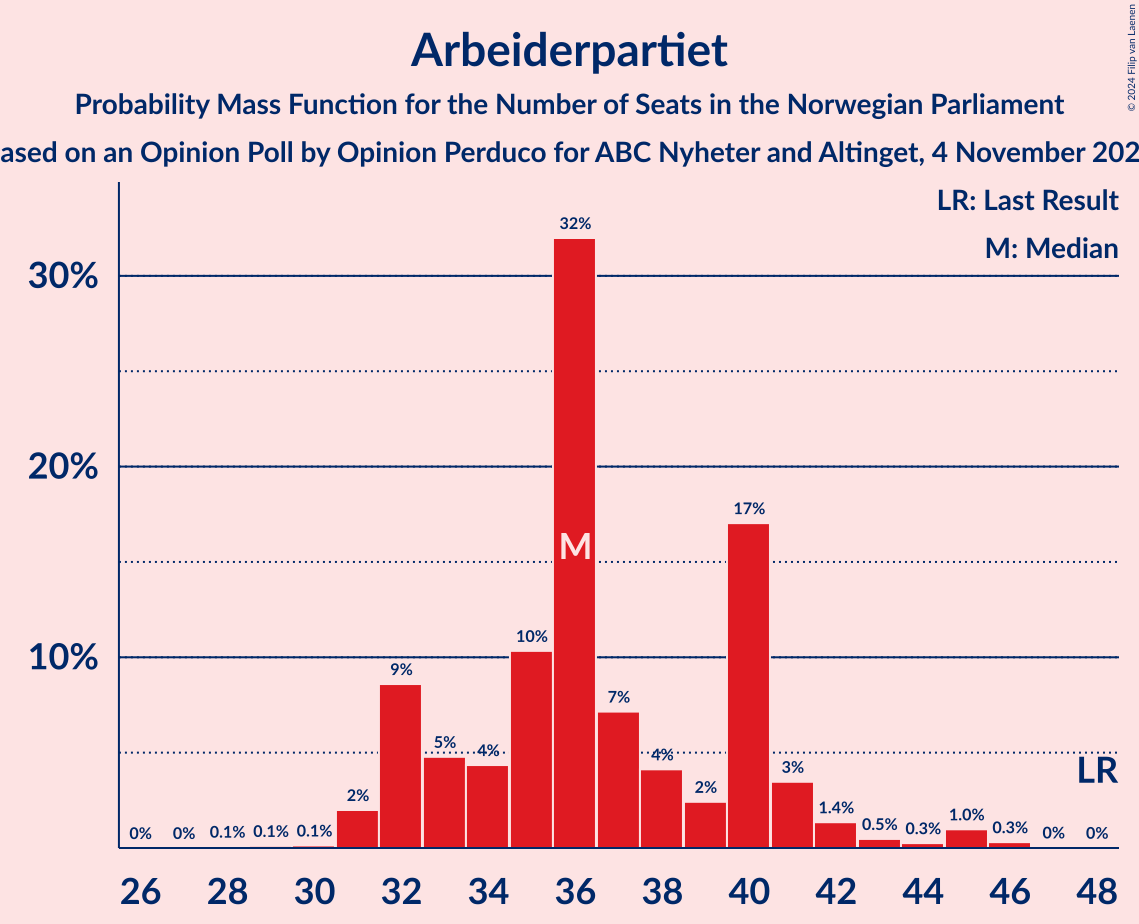 Arbeiderpartiet
Probability Mass Function for the Number of Seats in the Norwegian Parliament
ased on an Opinion Poll by Opinion Perduco for ABC Nyheter and Altinget, 4 November 202
© 2024 Filip van Laenen
LR: Last Result
M: Median
32%
30%
20%
17%
M
10%
10%
9%
7%
5%
4%
4%
3%
LR
2%
2%
1.4%
1.0%
0% 0% 0.1% 0.1% 0.1% 0.5% 0.3% 0.3% 0% 0%
26 28 30 32 34 36 38 40 42 44 46 48